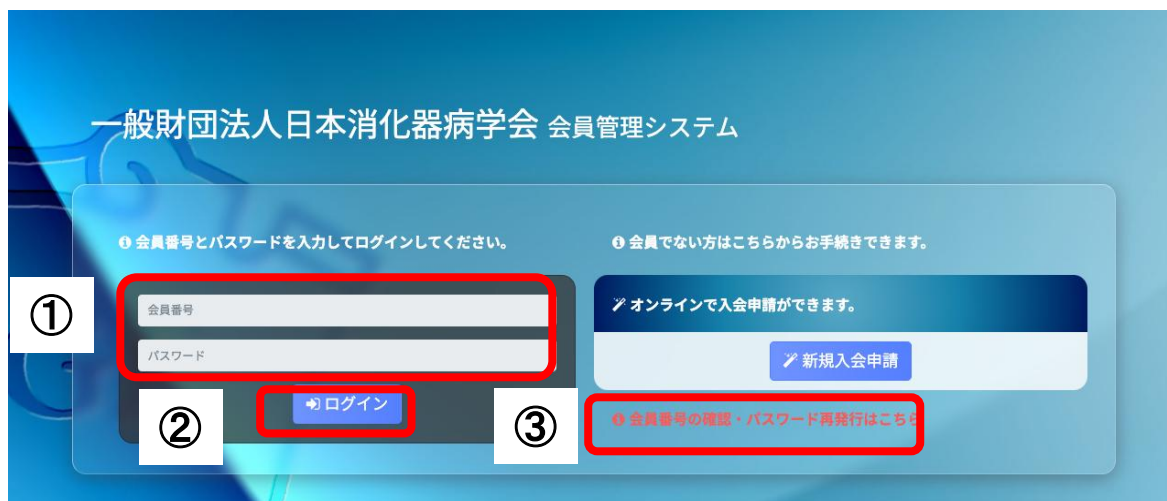 一般財団法人日本消化器病学会 会員管理システム
会員番号とパスワードを入力してログインしてください。
①
会員番号
パスワード
②
ログイン
会員でない方はこちらからお手続きできます。
オンラインで入会申請ができます。
新規入会申請
③
会員番号の確認・パスワード再発行はこちら